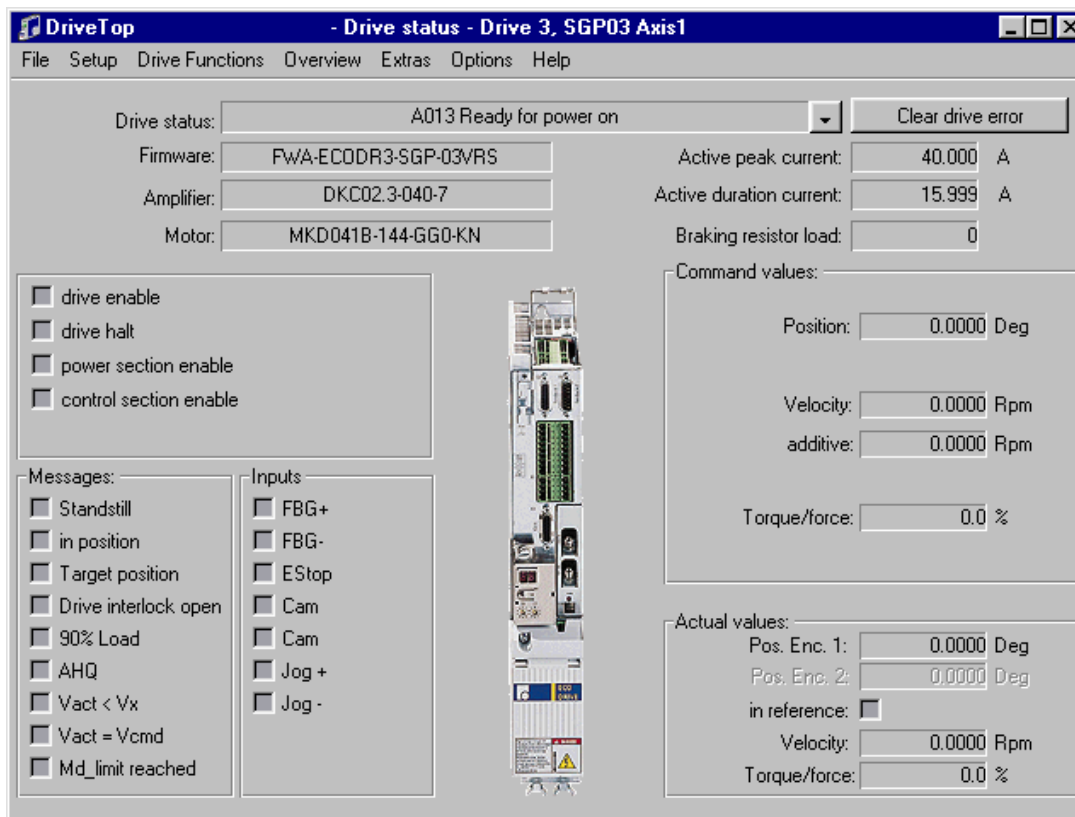 DriveTop - Drive status - Drive 3, SGP03 Axis1
File Setup Drive Functions Overview Extras Options Help
Drive status: A013 Ready for power on Clear drive error
Firmware: FWA-ECODR3-SGP-03VRS Active peak current: 40.000 A
Amplifier: DKC02.3-040-7 Active duration current: 15.999 A
Motor: MKD041B-144-GG0-KN Braking resistor load: 0
drive enable
drive halt
power section enable
control section enable
Command values:
Position: 0.0000 Deg
Velocity: 0.0000 Rpm
additive: 0.0000 Rpm
Torque/force: 0.0 %
Messages:
Standstill
in position
Target position
Drive interlock open
90% Load
AHQ
Vact < Vx
Vact = Vcmd
Md_limit reached
Inputs
FBG+
FBG-
EStop
Cam
Cam
Jog +
Jog -
ECO
DRIVE
Actual values:
Pos. Enc. 1: 0.0000 Deg
Pos. Enc. 2: 0.0000 Deg
in reference:
Velocity: 0.0000 Rpm
Torque/force: 0.0 %